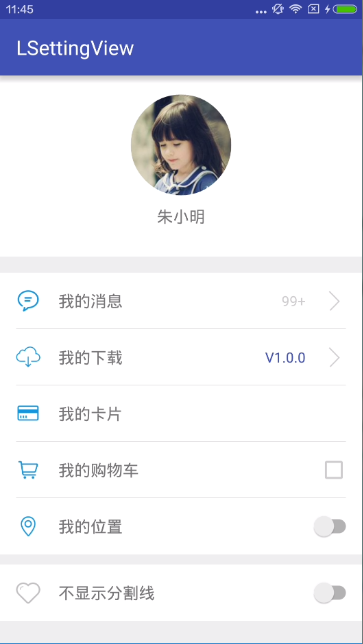 11:45
LSettingView
朱小明
我的消息 99+
我的下载 V1.0.0
我的卡片
我的购物车
我的位置
不显示分割线